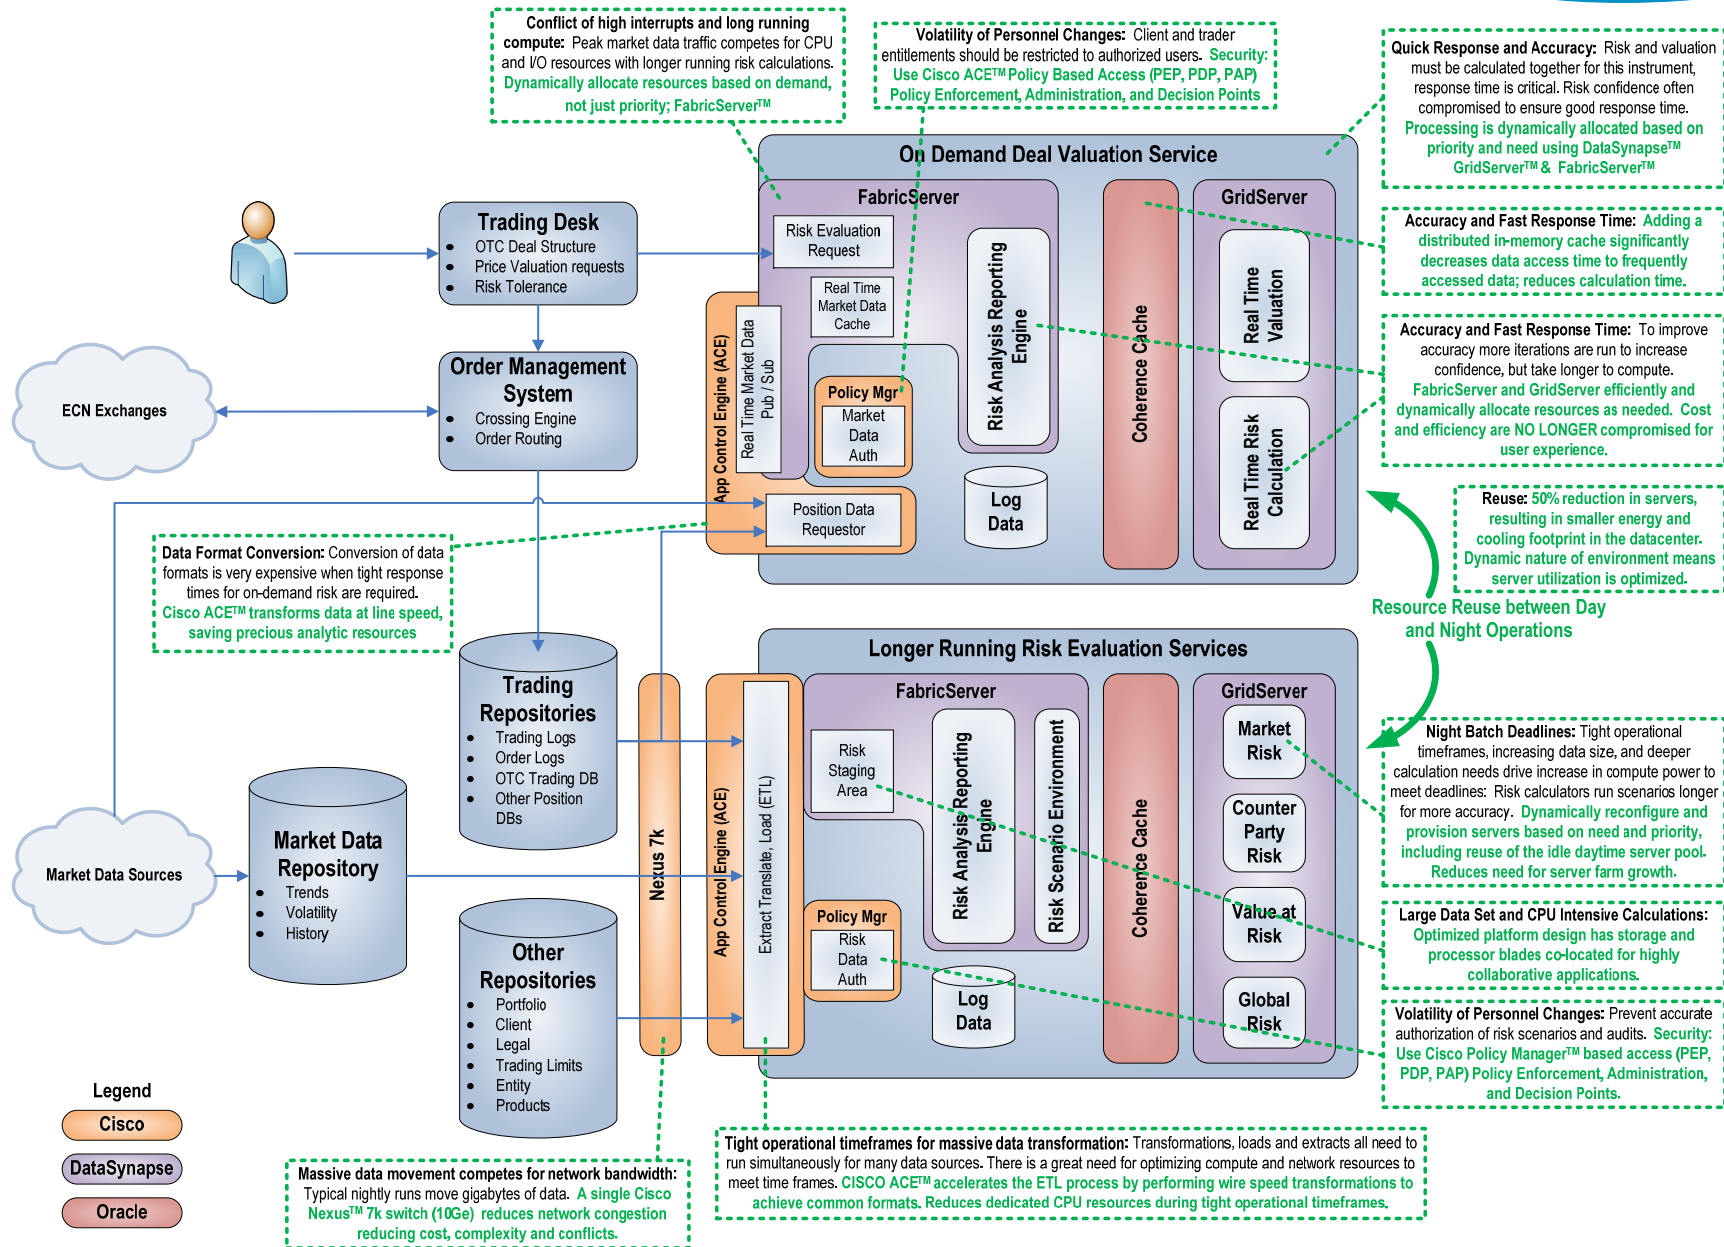 Conflict of high interrupts and long running
compute: Peak market data traffic competes for CPU
and I/O resources with longer running risk calculations.
Dynamically allocate resources based on demand,
not just priority; FabricServer™
Volatility of Personnel Changes: Client and trader
entitlements should be restricted to authorized users. Security:
Use Cisco ACE™ Policy Based Access (PEP, PDP, PAP)
Policy Enforcement, Administration, and Decision Points
Quick Response and Accuracy: Risk and valuation
must be calculated together for this instrument,
response time is critical. Risk confidence often
compromised to ensure good response time.
Processing is dynamically allocated based on
priority and need using DataSynapse™
GridServer™ & FabricServer™
On Demand Deal Valuation Service
FabricServer
GridServer
Trading Desk
• OTC Deal Structure
• Price Valuation requests
• Risk Tolerance
Risk Evaluation
Request
Real Time
Market Data
Cache
Risk Analysis Reporting
Engine
Coherence Cache
Real Time
Valuation
Real Time Risk
Calculation
Accuracy and Fast Response Time: Adding a
distributed in-memory cache significantly
decreases data access time to frequently
accessed data; reduces calculation time.
Accuracy and Fast Response Time: To improve
accuracy more iterations are run to increase
confidence, but take longer to compute.
FabricServer and GridServer efficiently and
dynamically allocate resources as needed. Cost
and efficiency are NO LONGER compromised for
user experience.
ECN Exchanges
Order Management
System
• Crossing Engine
• Order Routing
App Control Engine (ACE)
Real Time Market Data
Pub / Sub
Policy Mgr
Market
Data
Auth
Log
Data
Position Data
Requestor
Reuse: 50% reduction in servers,
resulting in smaller energy and
cooling footprint in the datacenter.
Dynamic nature of environment means
server utilization is optimized.
Resource Reuse between Day
and Night Operations
Data Format Conversion: Conversion of data
formats is very expensive when tight response
times for on-demand risk are required.
Cisco ACE™ transforms data at line speed,
saving precious analytic resources
Longer Running Risk Evaluation Services
FabricServer
GridServer
Trading
Repositories
• Trading Logs
• Order Logs
• OTC Trading DB
• Other Position
DBs
Nexus 7k
App Control Engine (ACE)
Extract Translate, Load (ETL)
Risk
Staging
Area
Risk Analysis Reporting
Engine
Risk Scenario Environment
Coherence Cache
Market
Risk
Counter
Party
Risk
Value at
Risk
Global
Risk
Policy Mgr
Risk
Data
Auth
Log
Data
Night Batch Deadlines: Tight operational
timeframes, increasing data size, and deeper
calculation needs drive increase in compute power to
meet deadlines: Risk calculators run scenarios longer
for more accuracy. Dynamically reconfigure and
provision servers based on need and priority,
including reuse of the idle daytime server pool.
Reduces need for server farm growth.
Large Data Set and CPU Intensive Calculations:
Optimized platform design has storage and
processor blades co-located for highly
collaborative applications.
Volatility of Personnel Changes: Prevent accurate
authorization of risk scenarios and audits. Security:
Use Cisco Policy Manager™ based access (PEP,
PDP, PAP) Policy Enforcement, Administration,
and Decision Points.
Market Data Sources
Market Data
Repository
• Trends
• Volatility
• History
Other
Repositories
• Portfolio
• Client
• Legal
• Trading Limits
• Entity
• Products
Legend
Cisco
DataSynapse
Oracle
Massive data movement competes for network bandwidth:
Typical nightly runs move gigabytes of data. A single Cisco
Nexus™ 7k switch (10Ge) reduces network congestion
reducing cost, complexity and conflicts.
Tight operational timeframes for massive data transformation: Transformations, loads and extracts all need to
run simultaneously for many data sources. There is a great need for optimizing compute and network resources to
meet time frames. CISCO ACE™ accelerates the ETL process by performing wire speed transformations to
achieve common formats. Reduces dedicated CPU resources during tight operational timeframes.